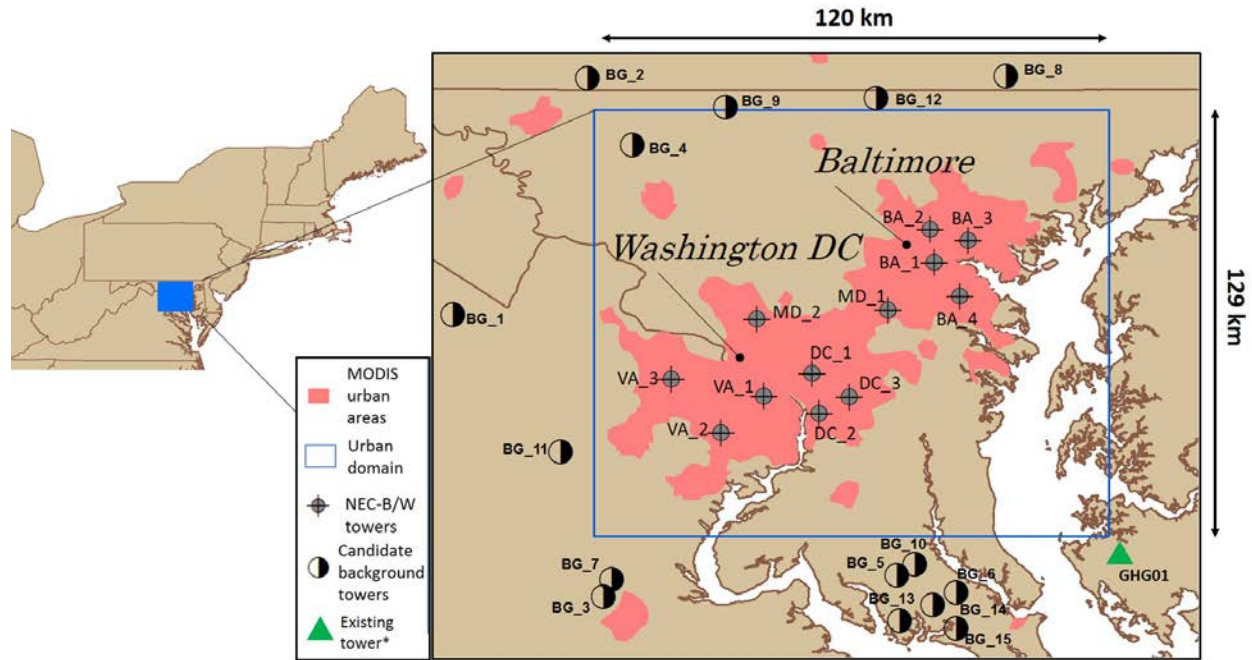 120 km
BG_2
BG_8
BG_9
BG_12
BG_4
Baltimore
BA_2
BA_3
Washington DC
BA_1
BG_1
MD_2
MD_1
BA_4
129 km
DC_1
VA_3
VA_1
DC_3
DC_2
VA_2
BG_11
BG_10
BG_5
BG_7
BG_6
BG_3
BG_13
BG_14
BG_15
GHG01
MODIS
urban
areas
Urban
domain
NEC-B/W
towers
Candidate
background
towers
Existing
tower*